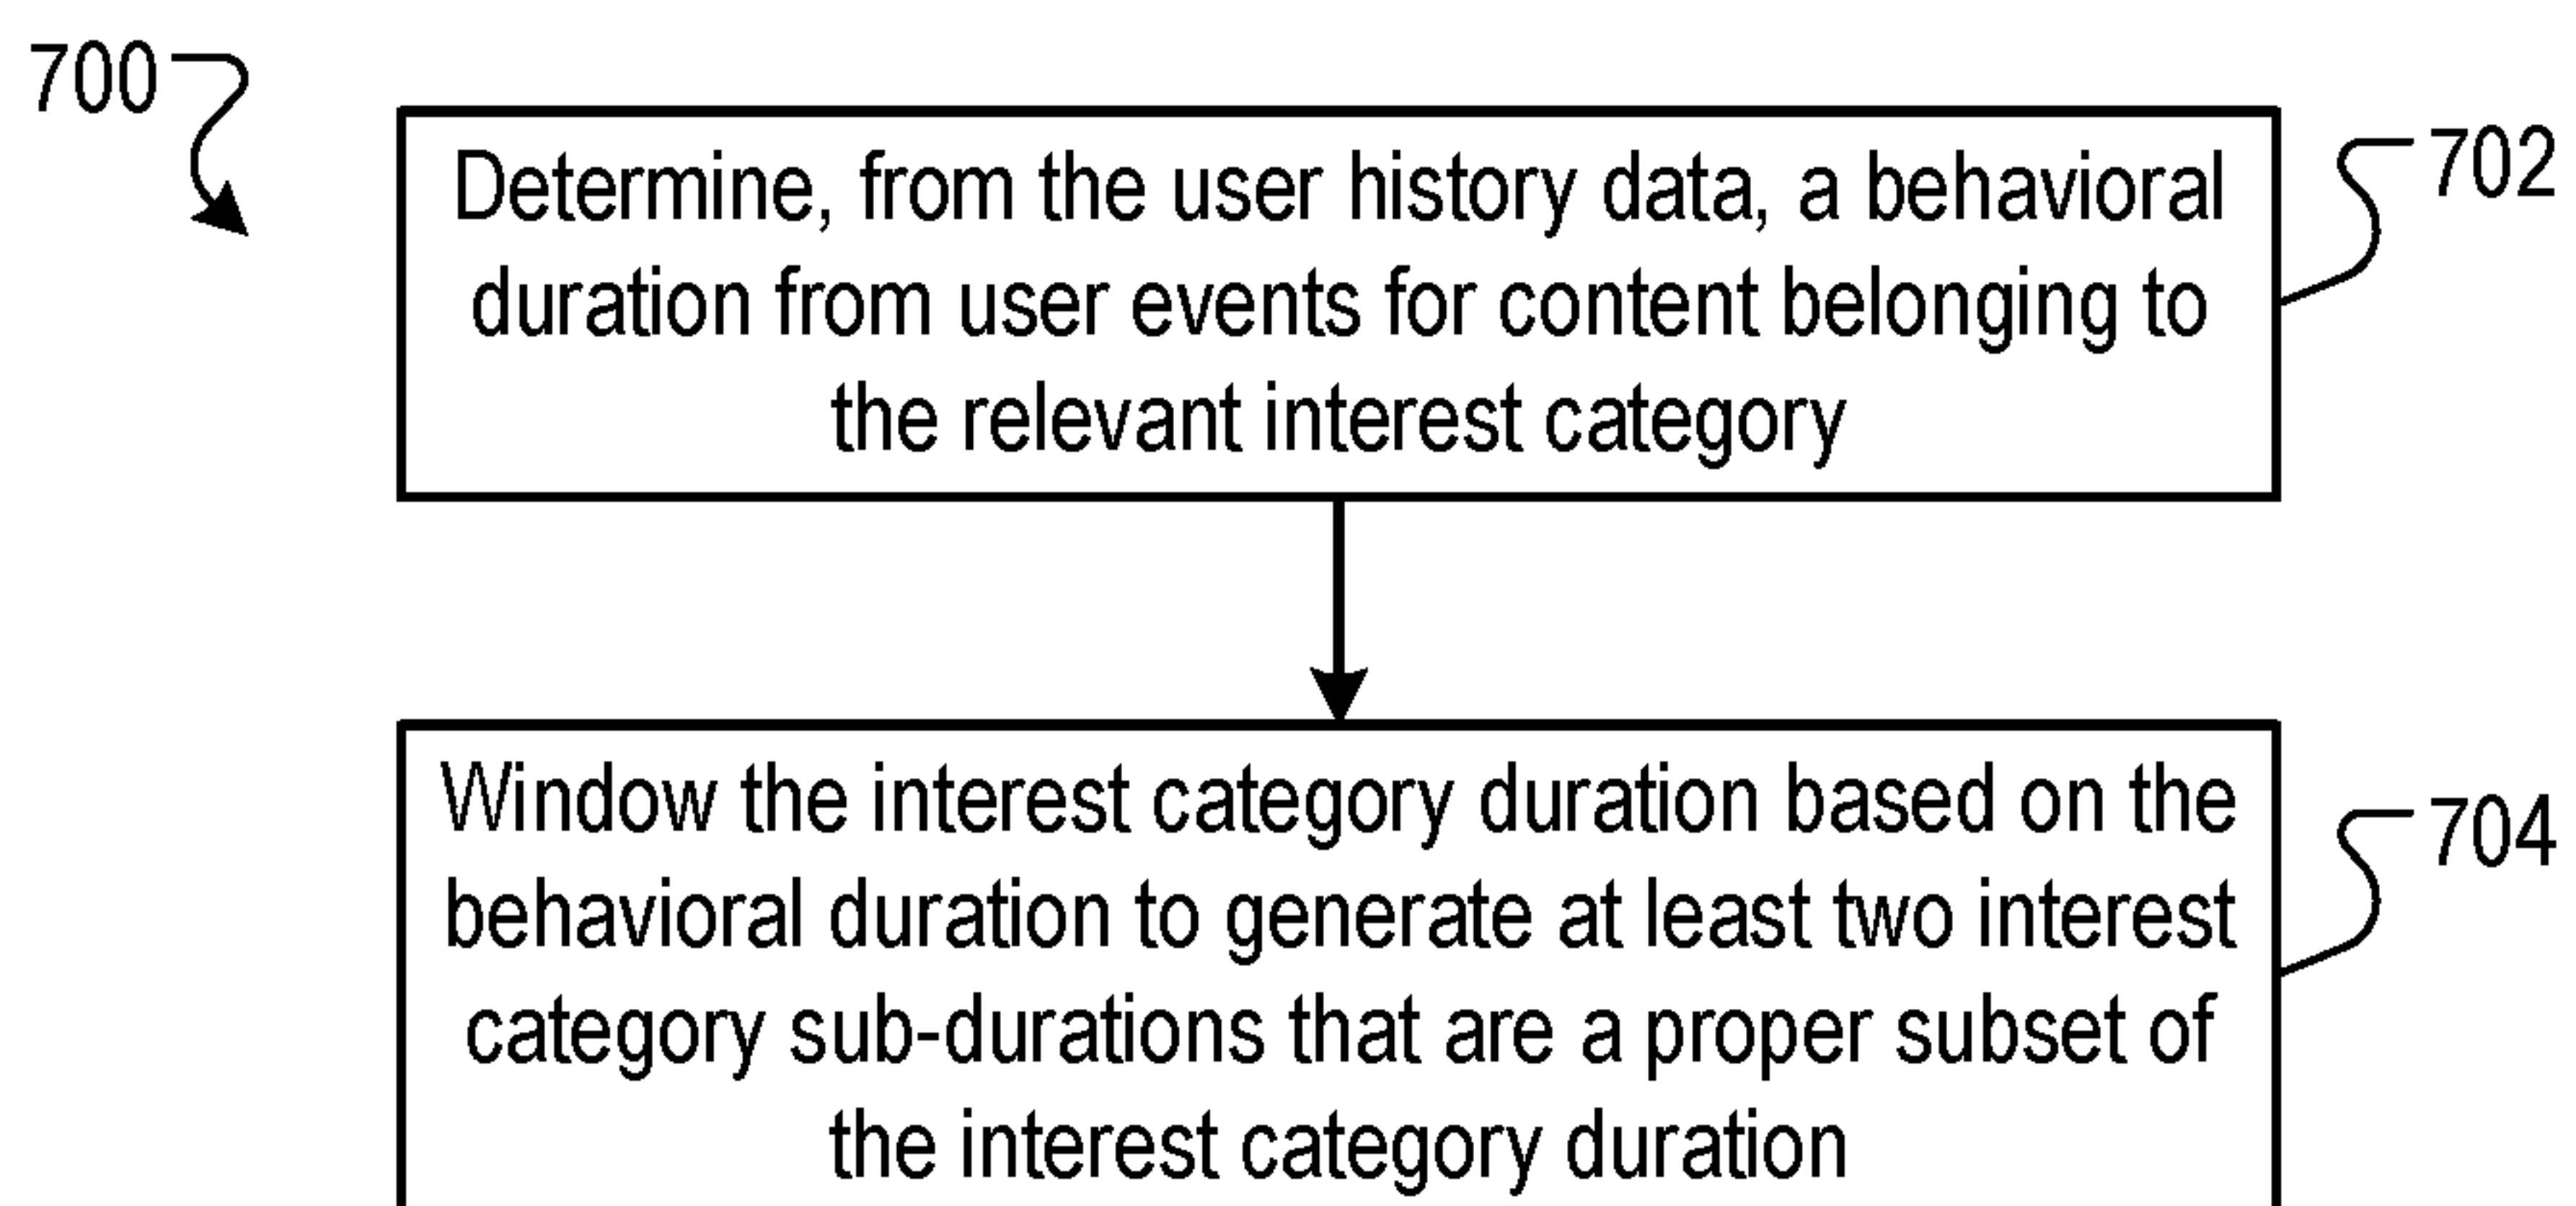 700
Determine, from the user history data, a behavioral
702
duration from user events for content belonging to
the relevant interest category
Window the interest category duration based on the
704
behavioral duration to generate at least two interest
category sub-durations that are a proper subset of
the interest category duration